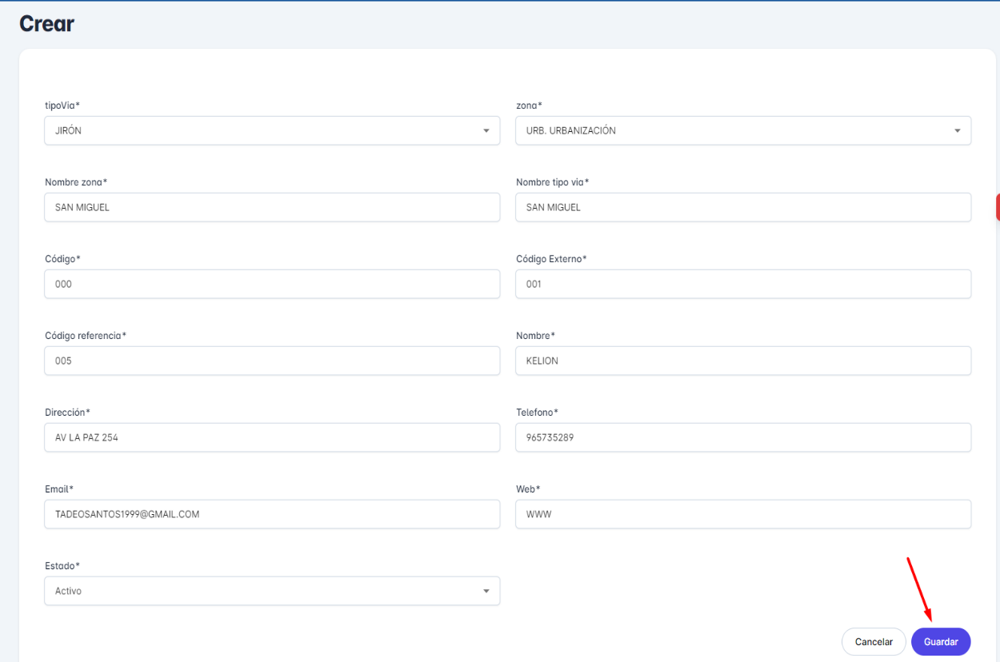 Crear
tipoVia*
zona*
JIRÓN
URB. URBANIZACIÓN
Nombre zona*
Nombre tipo via*
SAN MIGUEL
SAN MIGUEL
Código*
Código Externo*
000
001
Código referencia*
Nombre*
005
KELION
Dirección*
Telefono*
AV LA PAZ 254
965735289
Email*
Web*
TADEOSANTOS1999@GMAIL.COM
WWW
Estado*
Activo
Cancelar
Guardar